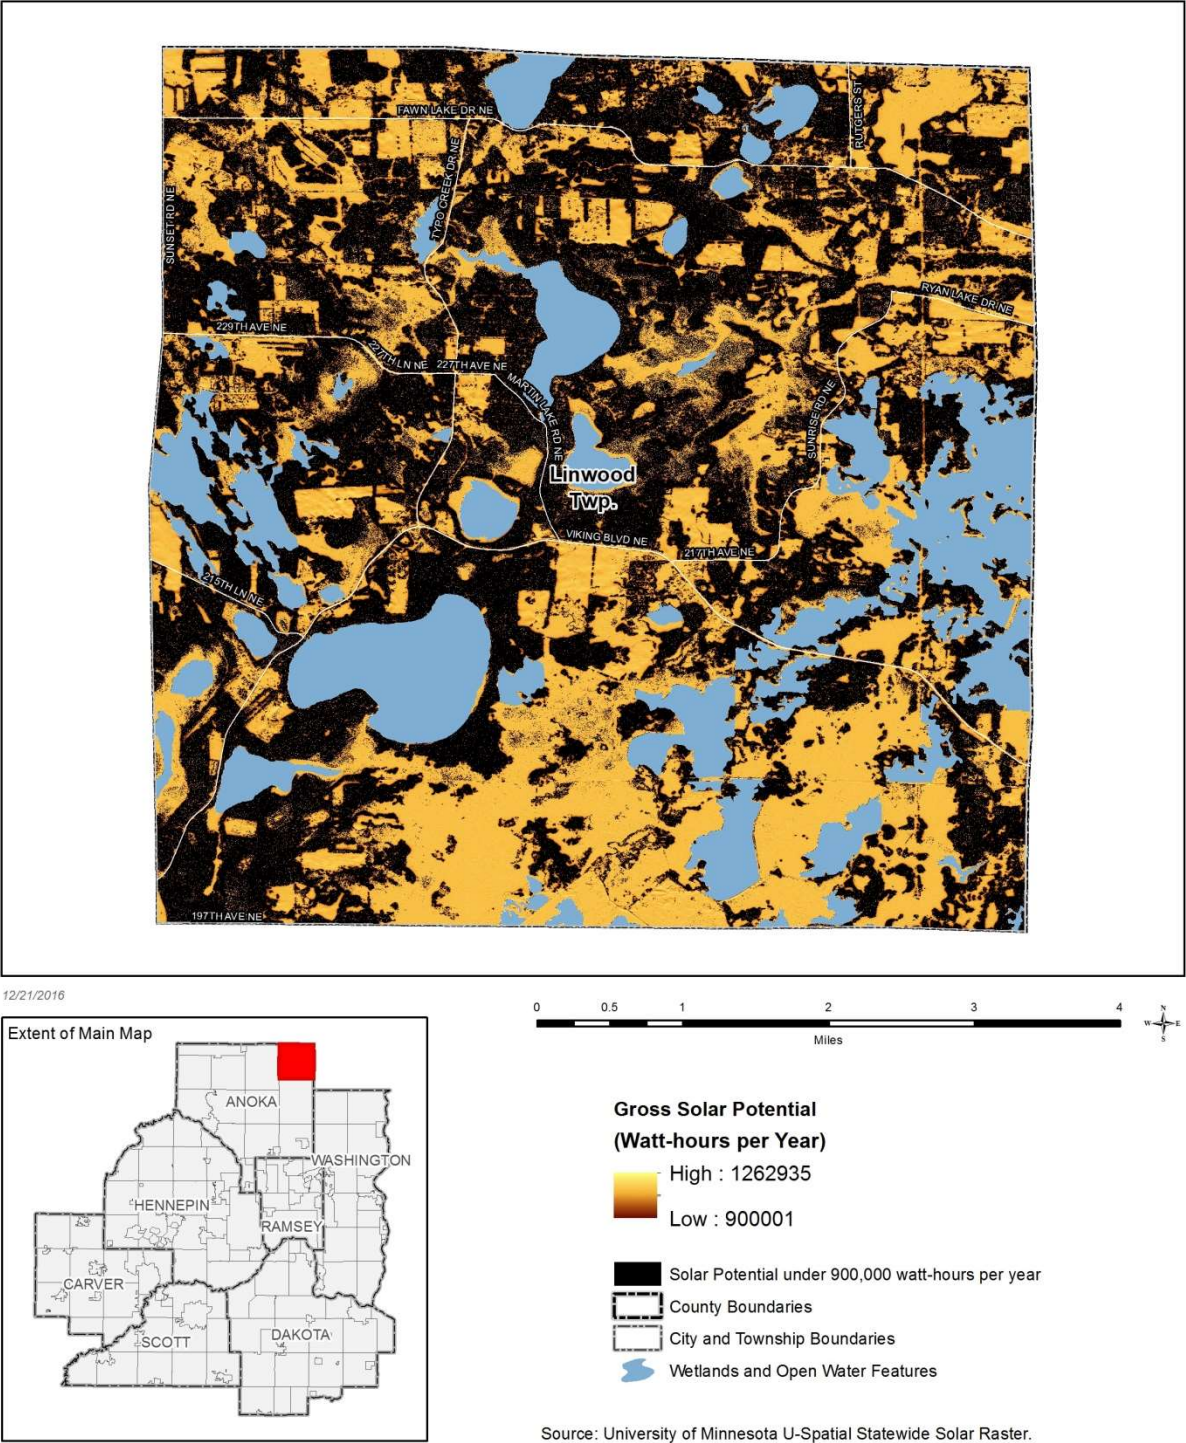 FAWN LAKE DR NE
RUTGERS ST
TYPO CREEK DR NE
SUNSET RD NE
RYAN LAKE DR NE
229TH AVE NE
227TH LN NE
227TH AVE NE
MARTIN LAKE RD NE
SUNRISE RD NE
Linwood
Twp.
VIKING BLVD NE
217TH AVE NE
215TH LN NE
197TH AVE NE
12/21/2016
0 0.5 1 2 3 4
Miles
N
W E
S
Extent of Main Map
ANOKA
WASHINGTON
HENNEPIN
RAMSEY
CARVER
SCOTT
DAKOTA
Gross Solar Potential
(Watt-hours per Year)
High : 1262935
Low : 900001
Solar Potential under 900,000 watt-hours per year
County Boundaries
City and Township Boundaries
Wetlands and Open Water Features
Source: University of Minnesota U-Spatial Statewide Solar Raster.